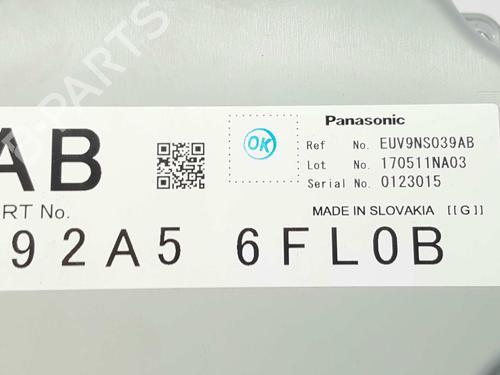 AB
OK
Panasonic
Ref No. EUV9NS039AB
Lot No. 170511NA03
Serial No. 0123015
RT No.
MADE IN SLOVAKIA [[G]]
92A5 6FL0B
B-PARTS